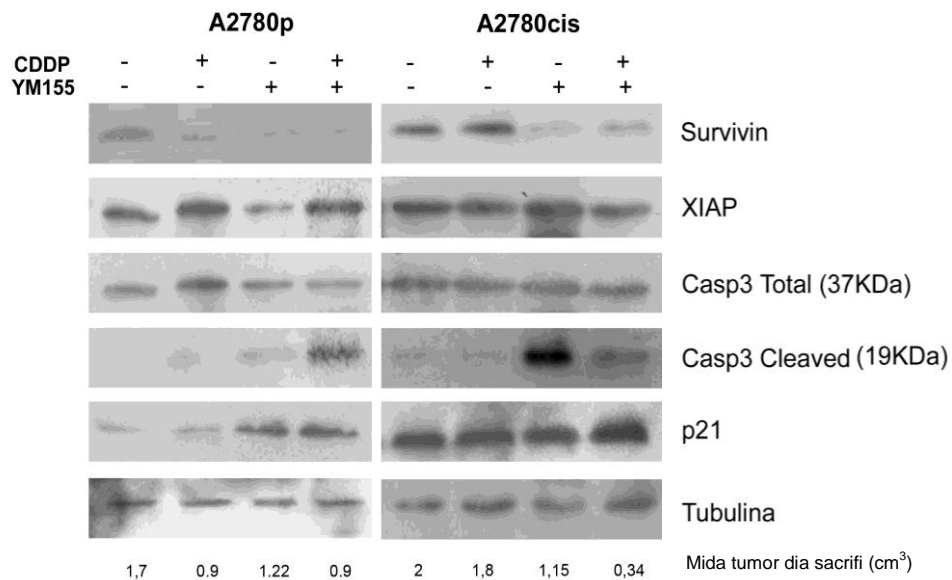 A2780p A2780cis
CDDP - + - + - + - +
YM155 - - + + - - + +
Survivin
XIAP
Casp3 Total (37KDa)
Casp3 Cleaved (19KDa)
p21
Tubulina
1,7 0.9 1.22 0.9 2 1,8 1,15 0,34 Mida tumor dia sacrifi (cm³)